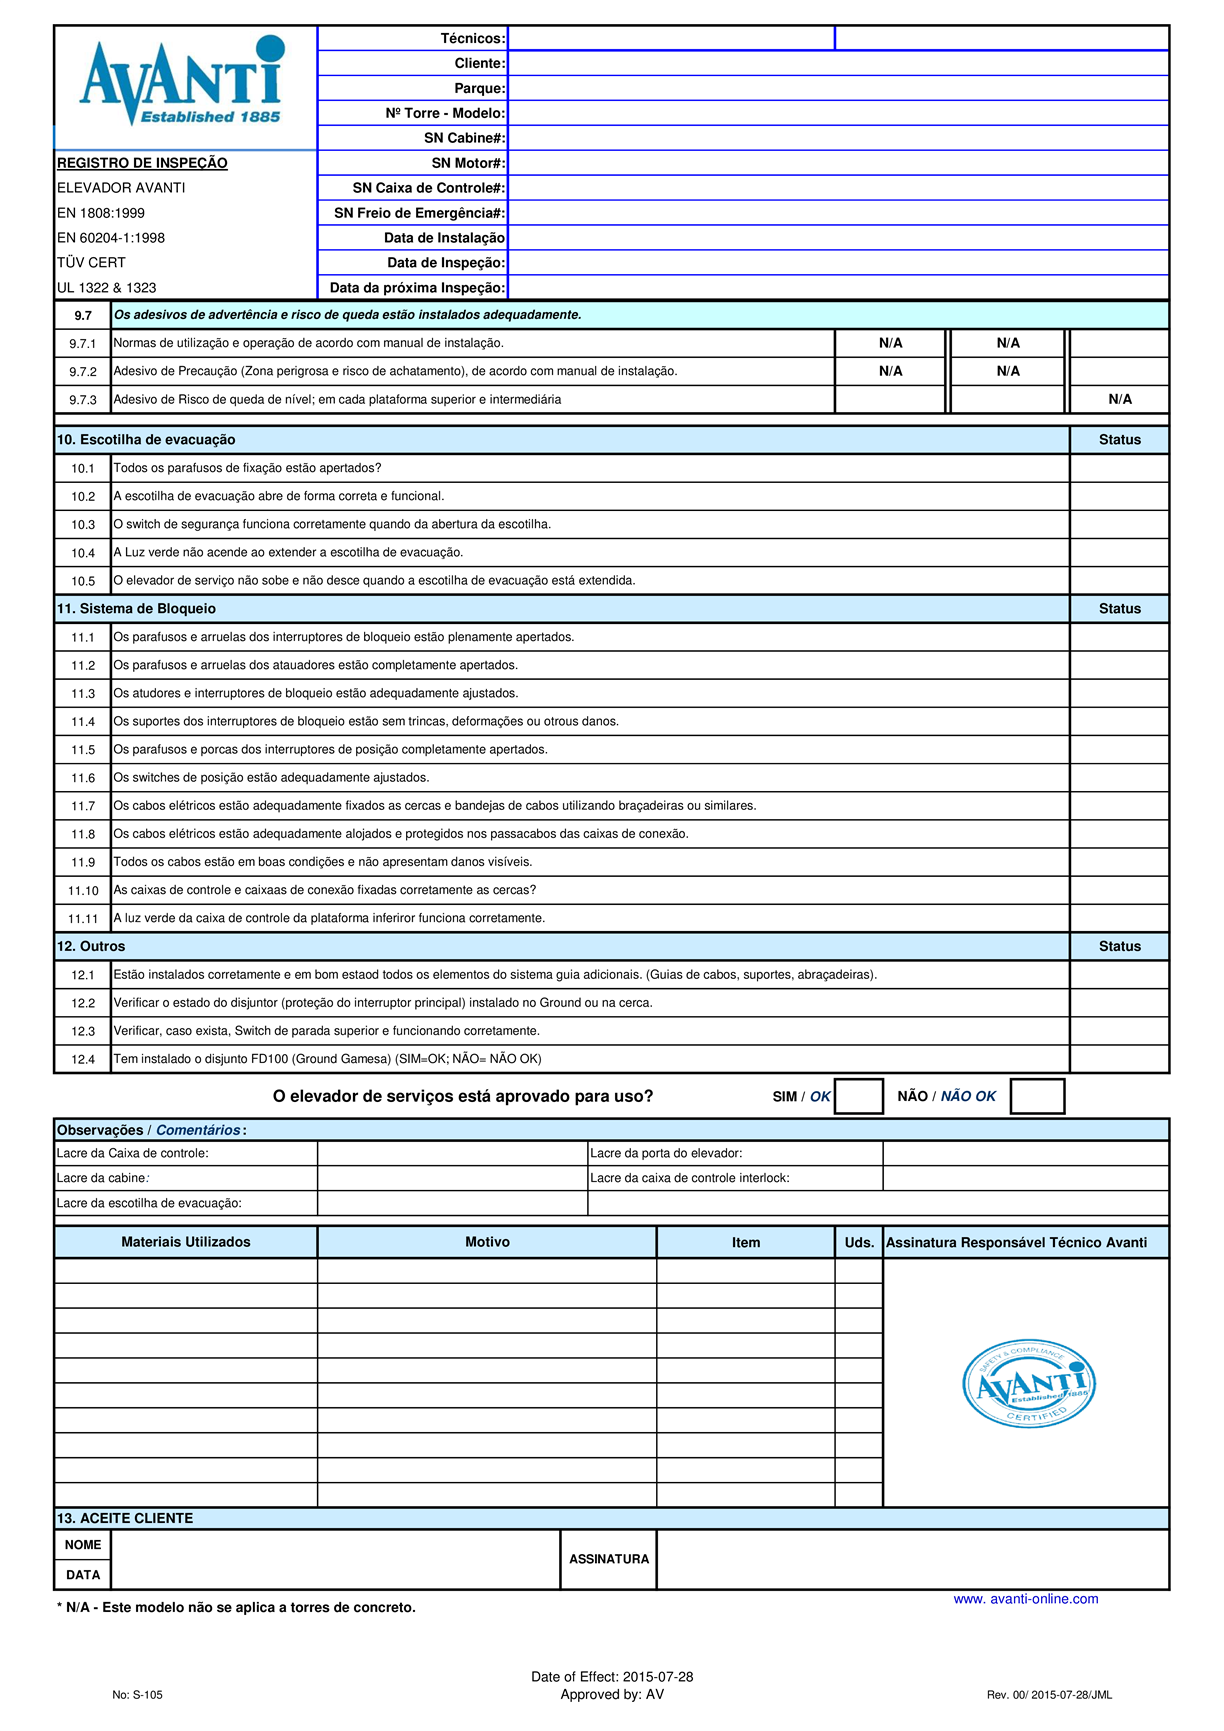 AVANTI
Established 1885
Técnicos:
Cliente:
Parque:
Nº Torre - Modelo:
SN Cabine#:
REGISTRO DE INSPEÇÃO
SN Motor#:
ELEVADOR AVANTI
SN Caixa de Controle#:
EN 1808:1999
SN Freio de Emergência#:
EN 60204-1:1998
Data de Instalação
TÜV CERT
Data de Inspeção:
UL 1322 & 1323
Data da próxima Inspeção:
9.7 Os adesivos de advertência e risco de queda estão instalados adequadamente.
9.7.1 Normas de utilização e operação de acordo com manual de instalação. N/A N/A
9.7.2 Adesivo de Precaução (Zona perigrosa e risco de achatamento), de acordo com manual de instalação. N/A N/A
9.7.3 Adesivo de Risco de queda de nível; em cada plataforma superior e intermediária N/A
10. Escotilha de evacuação Status
10.1 Todos os parafusos de fixação estão apertados?
10.2 A escotilha de evacuação abre de forma correta e funcional.
10.3 O switch de segurança funciona corretamente quando da abertura da escotilha.
10.4 A Luz verde não acende ao extender a escotilha de evacuação.
10.5 O elevador de serviço não sobe e não desce quando a escotilha de evacuação está extendida.
11. Sistema de Bloqueio Status
11.1 Os parafusos e arruelas dos interruptores de bloqueio estão plenamente apertados.
11.2 Os parafusos e arruelas dos atauadores estão completamente apertados.
11.3 Os atudores e interruptores de bloqueio estão adequadamente ajustados.
11.4 Os suportes dos interruptores de bloqueio estão sem trincas, deformações ou otrous danos.
11.5 Os parafusos e porcas dos interruptores de posição completamente apertados.
11.6 Os switches de posição estão adequadamente ajustados.
11.7 Os cabos elétricos estão adequadamente fixados as cercas e bandejas de cabos utilizando braçadeiras ou similares.
11.8 Os cabos elétricos estão adequadamente alojados e protegidos nos passacabos das caixas de conexão.
11.9 Todos os cabos estão em boas condições e não apresentam danos visíveis.
11.10 As caixas de controle e caixaas de conexão fixadas corretamente as cercas?
11.11 A luz verde da caixa de controle da plataforma inferiror funciona corretamente.
12. Outros Status
12.1 Estão instalados corretamente e em bom estaod todos os elementos do sistema guia adicionais. (Guias de cabos, suportes, abraçadeiras).
12.2 Verificar o estado do disjuntor (proteção do interruptor principal) instalado no Ground ou na cerca.
12.3 Verificar, caso exista, Switch de parada superior e funcionando corretamente.
12.4 Tem instalado o disjunto FD100 (Ground Gamesa) (SIM=OK; NÃO= NÃO OK)
O elevador de serviços está aprovado para uso? SIM / OK NÃO / NÃO OK
Observações / Comentários :
Lacre da Caixa de controle: Lacre da porta do elevador:
Lacre da cabine: Lacre da caixa de controle interlock:
Lacre da escotilha de evacuação:
Materiais Utilizados Motivo Item Uds. Assinatura Responsável Técnico Avanti
SAFETY & COMPLIANCE
AVANTI
Established 1885
CERTIFIED
13. ACEITE CLIENTE
NOME
ASSINATURA
DATA
www. avanti-online.com
* N/A - Este modelo não se aplica a torres de concreto.
Date of Effect: 2015-07-28
No: S-105 Approved by: AV Rev. 00/ 2015-07-28/JML